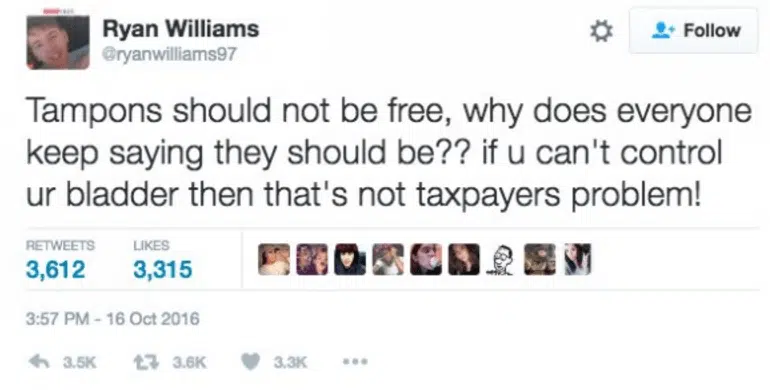 Ryan Williams
@ryanwilliams97
Follow
Tampons should not be free, why does everyone
keep saying they should be?? if u can't control
ur bladder then that's not taxpayers problem!
RETWEETS LIKES
3,612 3,315
3:57 PM - 16 Oct 2016
3.5K 3.6K 3.3K